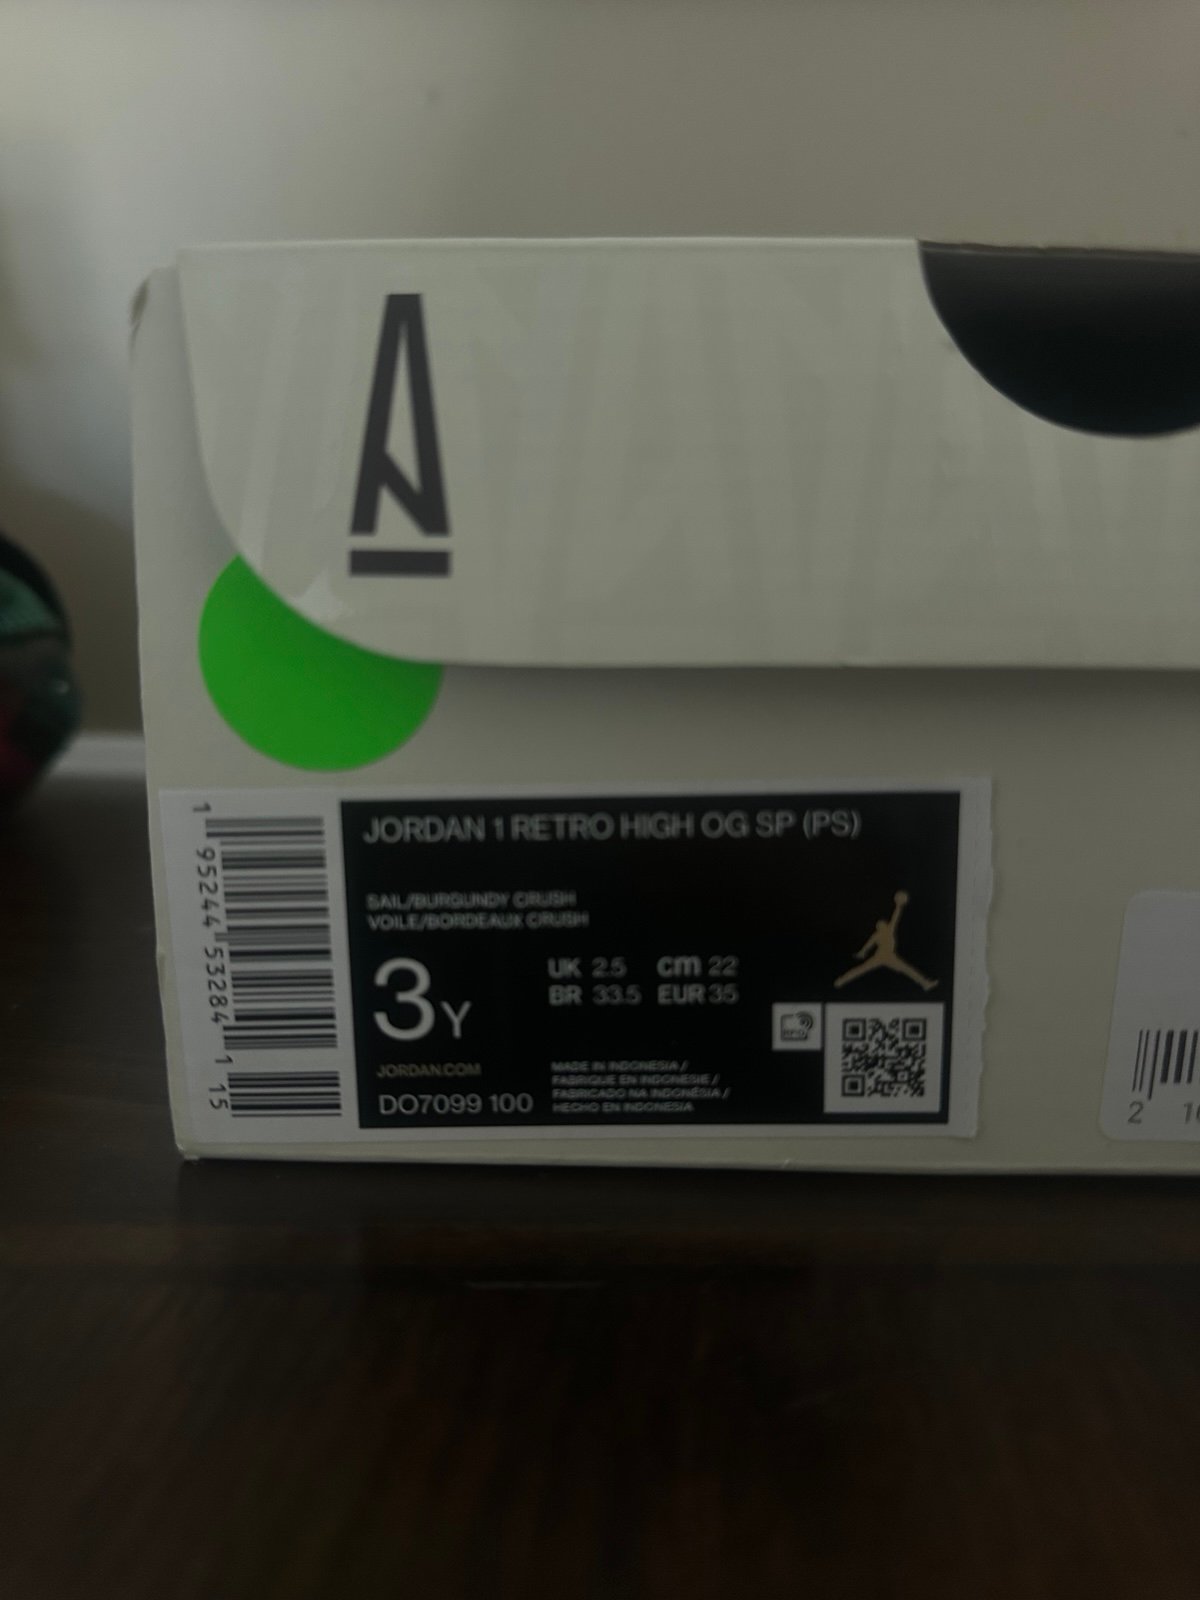 JORDAN 1 RETRO HIGH OG SP (PS)
SAIL/BURGUNDY CRUSH
VOILE/BORDEAUX CRUSH
3Y
UK 2.5 cm 22
BR 33.5 EUR 35
JORDAN.COM
DO7099 100
MADE IN INDONESIA /
FABRIQUE EN INDONESIE /
FABRICADO NA INDONESIA /
HECHO EN INDONESIA
1 95244 53284 1 15
2